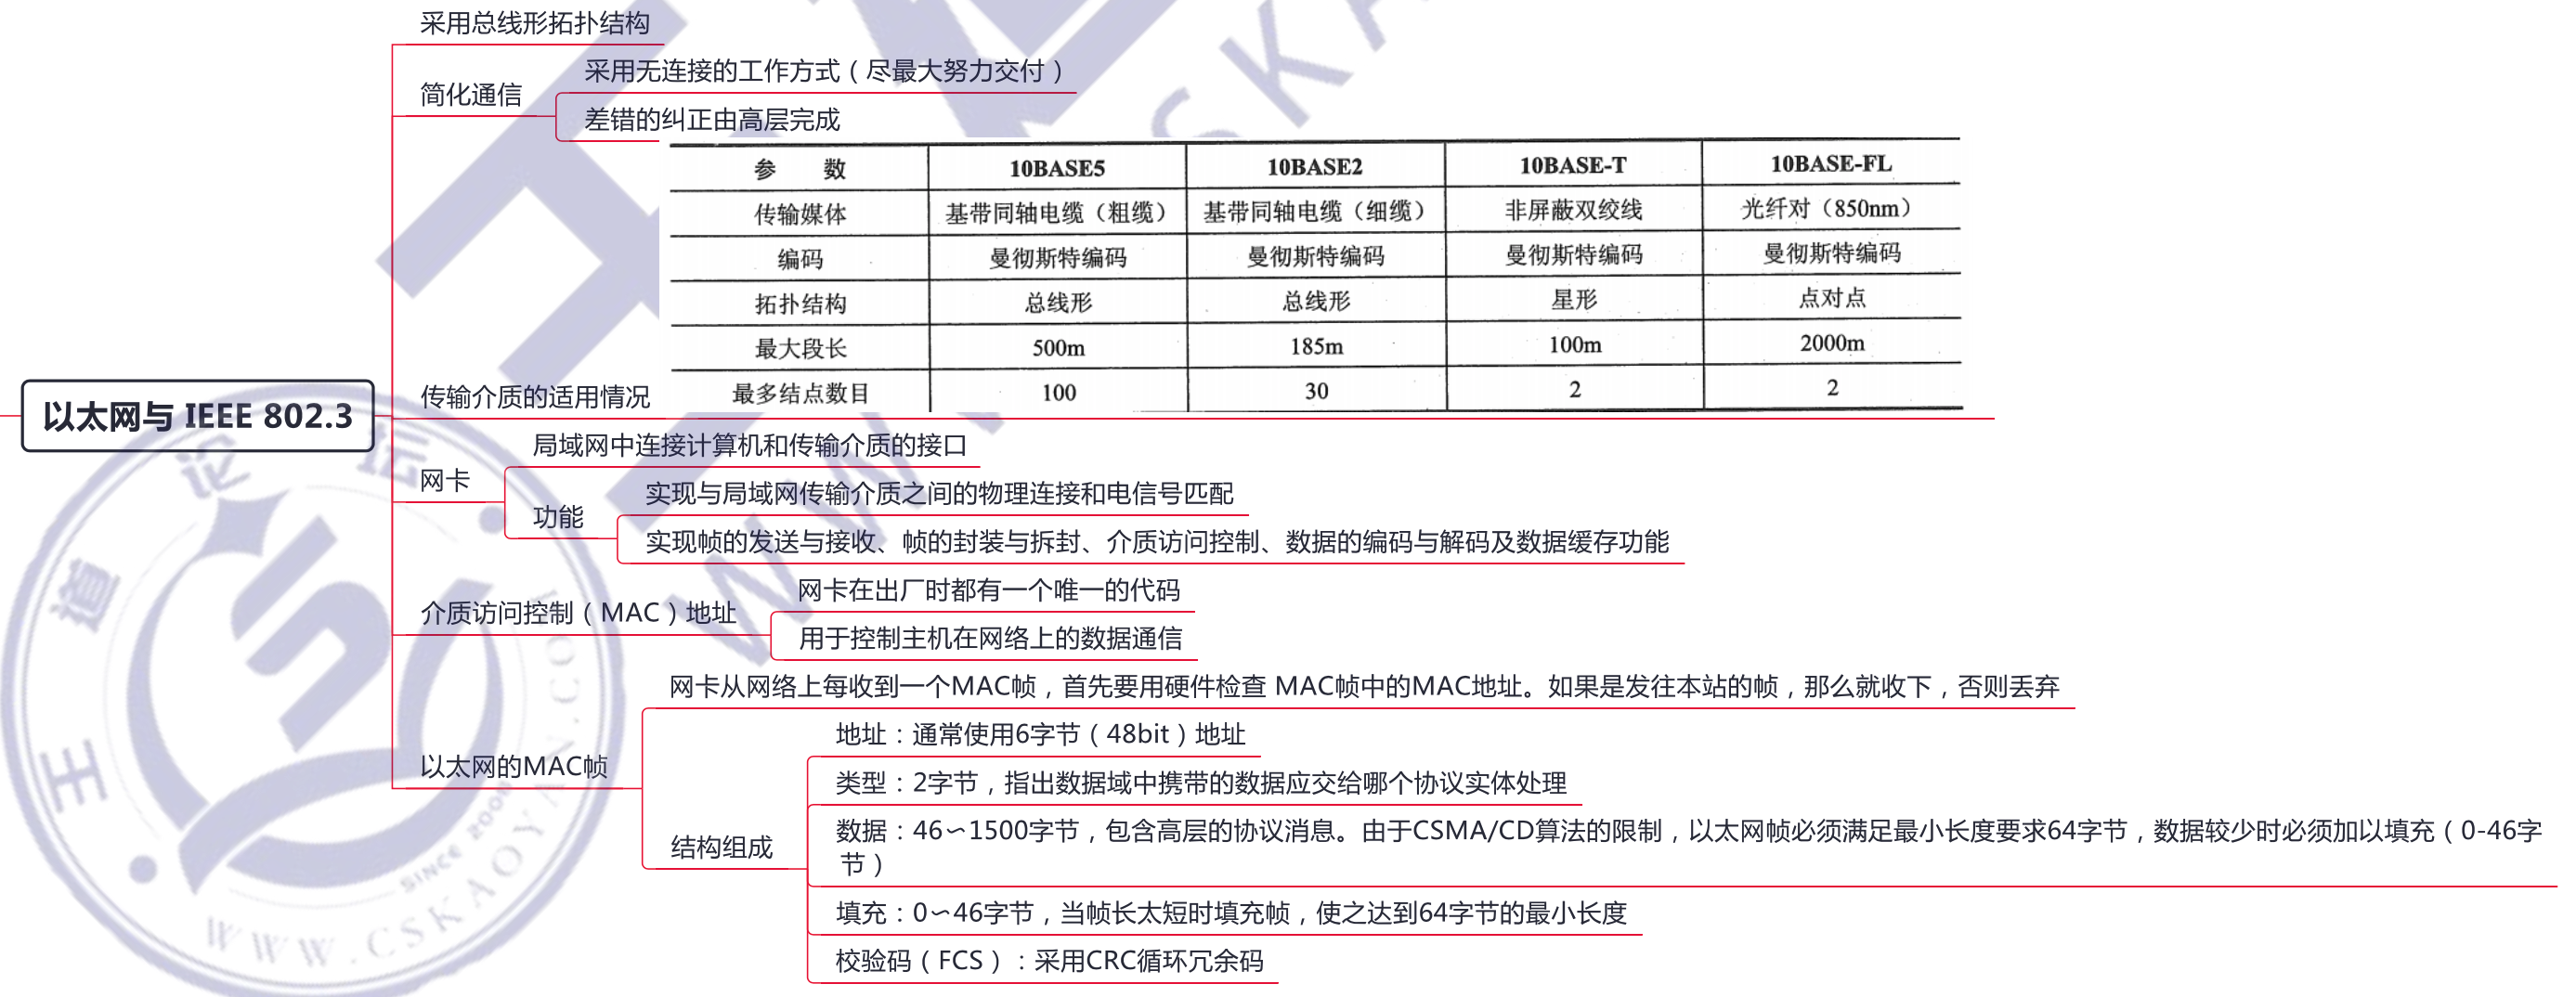 采用总线形拓扑结构
简化通信
采用无连接的工作方式（尽最大努力交付）
差错的纠正由高层完成
参 数 10BASE5 10BASE2 10BASE-T 10BASE-FL
传输媒体 基带同轴电缆（粗缆） 基带同轴电缆（细缆） 非屏蔽双绞线 光纤对（850nm）
编码 曼彻斯特编码 曼彻斯特编码 曼彻斯特编码 曼彻斯特编码
拓扑结构 总线形 总线形 星形 点对点
最大段长 500m 185m 100m 2000m
最多结点数目 100 30 2 2
传输介质的适用情况
以太网与 IEEE 802.3
网卡
局域网中连接计算机和传输介质的接口
功能
实现与局域网传输介质之间的物理连接和电信号匹配
实现帧的发送与接收、帧的封装与拆封、介质访问控制、数据的编码与解码及数据缓存功能
介质访问控制（MAC）地址
网卡在出厂时都有一个唯一的代码
用于控制主机在网络上的数据通信
以太网的MAC帧
网卡从网络上每收到一个MAC帧，首先要用硬件检查 MAC帧中的MAC地址。如果是发往本站的帧，那么就收下，否则丢弃
结构组成
地址：通常使用6字节（48bit）地址
类型：2字节，指出数据域中携带的数据应交给哪个协议实体处理
数据：46～1500字节，包含高层的协议消息。由于CSMA/CD算法的限制，以太网帧必须满足最小长度要求64字节，数据较少时必须加以填充（0-46字
节）
填充：0～46字节，当帧长太短时填充帧，使之达到64字节的最小长度
校验码（FCS）：采用CRC循环冗余码
王道论坛
SINCE 2008
WWW.CSKAOYAN.COM